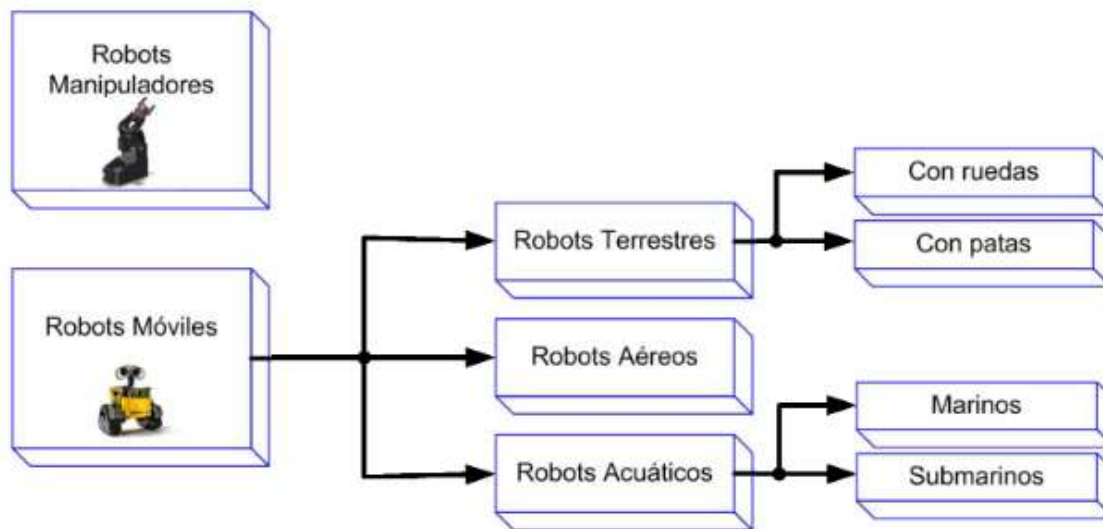 Robots
Manipuladores
Robots Móviles
Robots Terrestres
Robots Aéreos
Robots Acuáticos
Con ruedas
Con patas
Marinos
Submarinos